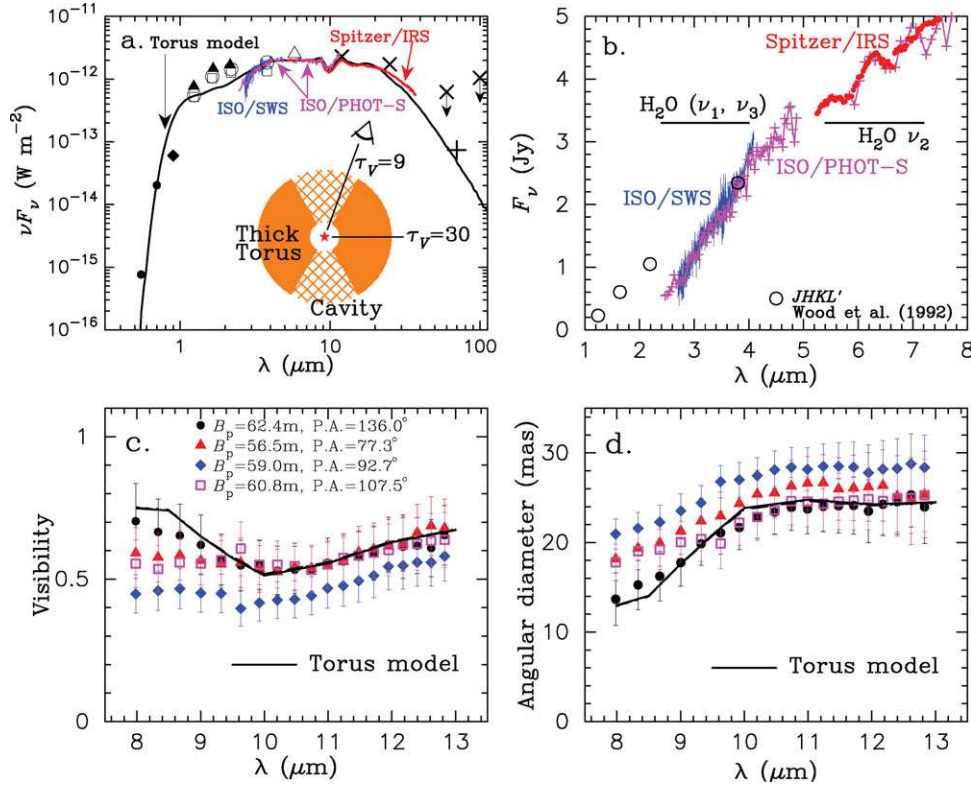 a.
Torus model
Spitzer/IRS
ISO/SWS
ISO/PHOT-S
τV=9
τV=30
Thick
Torus
Cavity
νFν (W m−2)
10−11
10−12
10−13
10−14
10−15
10−16
1
10
100
λ (μm)
b.
Spitzer/IRS
H2O (ν1, ν3)
H2O ν2
ISO/PHOT-S
ISO/SWS
JHKL'
Wood et al. (1992)
Fν (Jy)
5
4
3
2
1
0
1 2 3 4 5 6 7 8
λ (μm)
c.
Bp=62.4m, P.A.=136.0°
Bp=56.5m, P.A.=77.3°
Bp=59.0m, P.A.=92.7°
Bp=60.8m, P.A.=107.5°
Torus model
Visibility
1
0.5
0
8 9 10 11 12 13
λ (μm)
d.
Torus model
Angular diameter (mas)
30
20
10
0
8 9 10 11 12 13
λ (μm)